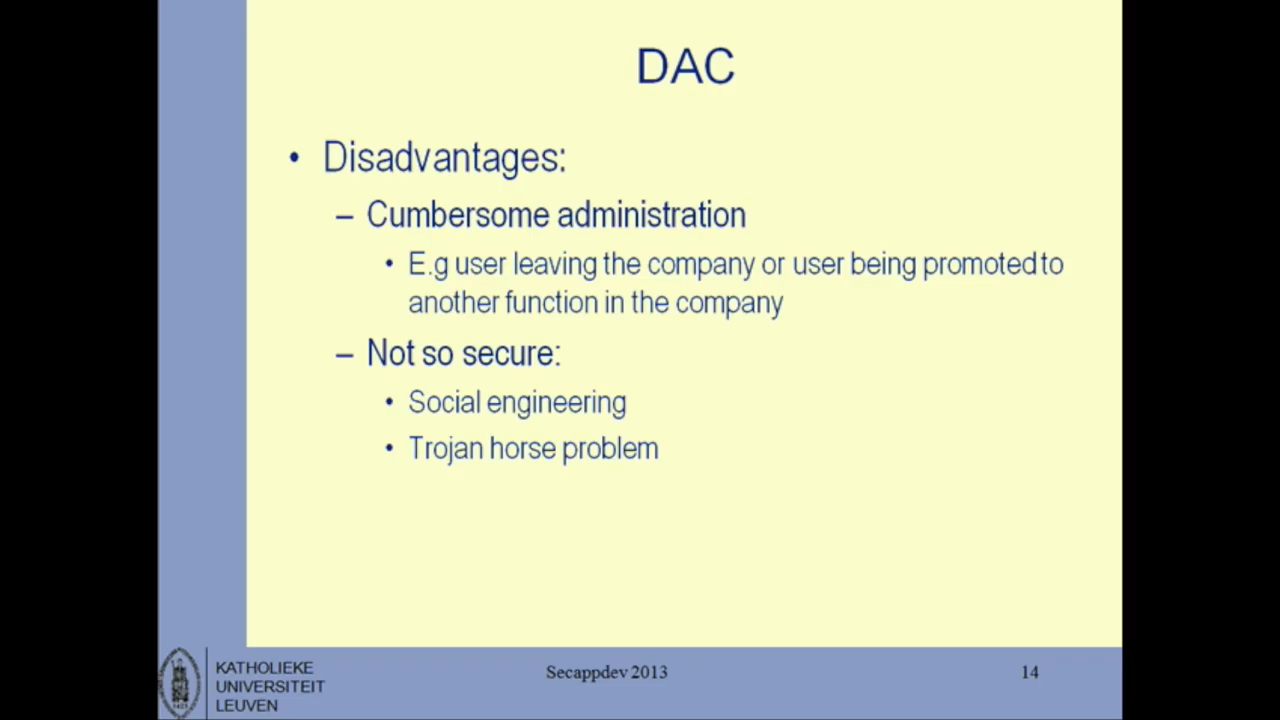 DAC
• Disadvantages:
– Cumbersome administration
• E.g user leaving the company or user being promoted to
another function in the company
– Not so secure:
• Social engineering
• Trojan horse problem
KATHOLIEKE
UNIVERSITEIT
LEUVEN
Secappdev 2013
14